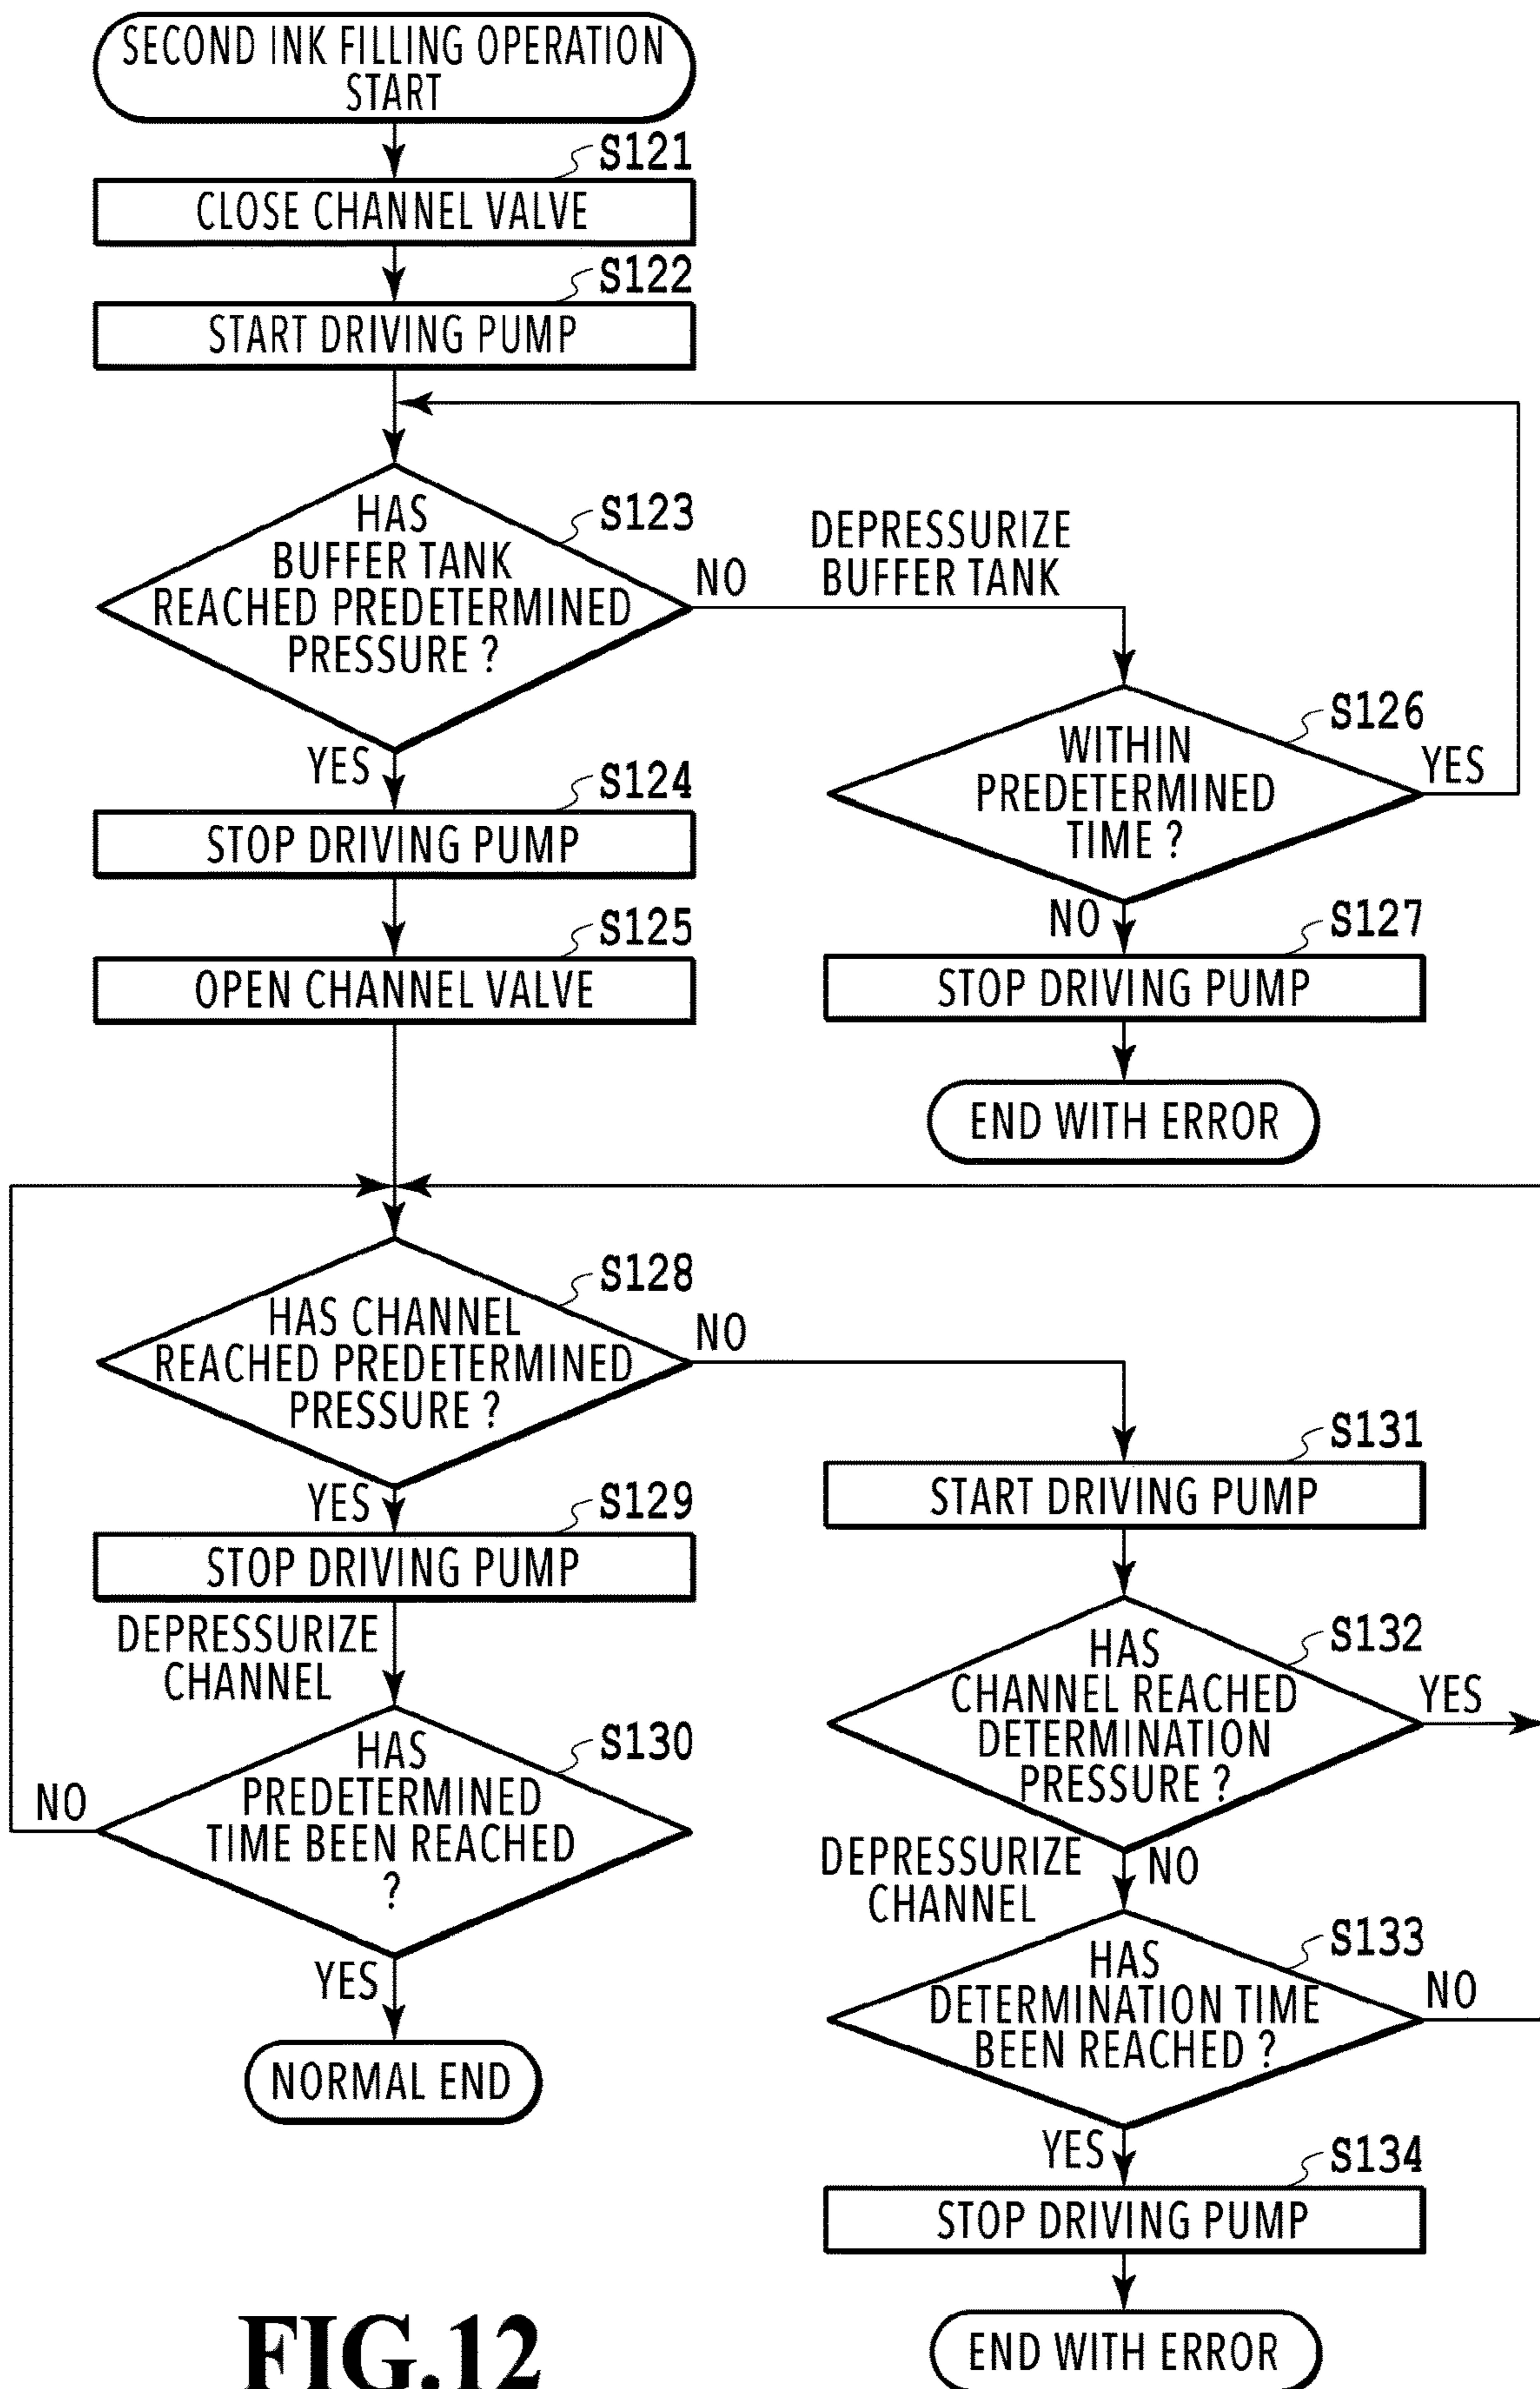 SECOND INK FILLING OPERATION
START
S121
CLOSE CHANNEL VALVE
S122
START DRIVING PUMP
S123
HAS
BUFFER TANK
REACHED PREDETERMINED
PRESSURE ?
NO
DEPRESSURIZE
BUFFER TANK
YES
S126
WITHIN
PREDETERMINED
TIME ?
YES
S124
STOP DRIVING PUMP
NO
S127
STOP DRIVING PUMP
S125
OPEN CHANNEL VALVE
END WITH ERROR
S128
HAS CHANNEL
REACHED PREDETERMINED
PRESSURE ?
NO
YES
S129
STOP DRIVING PUMP
DEPRESSURIZE
CHANNEL
S130
HAS
PREDETERMINED
TIME BEEN REACHED
?
NO
YES
NORMAL END
S131
START DRIVING PUMP
S132
HAS
CHANNEL REACHED
DETERMINATION
PRESSURE ?
YES
DEPRESSURIZE
CHANNEL
NO
S133
HAS
DETERMINATION TIME
BEEN REACHED ?
NO
YES
S134
STOP DRIVING PUMP
END WITH ERROR
FIG.12